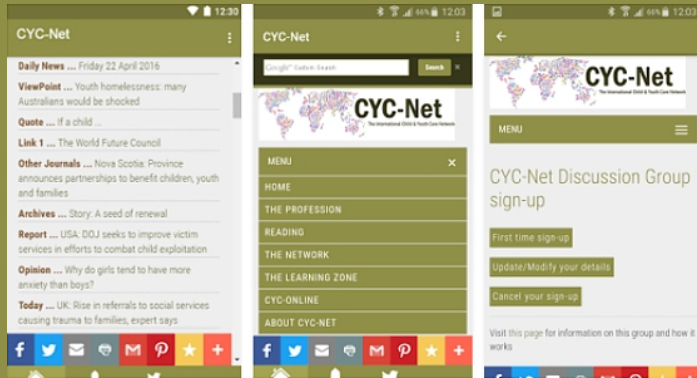 12:30
CYC-Net
Daily News ... Friday 22 April 2016
ViewPoint ... Youth homelessness: many
Australians would be shocked
Quote ... If a child ...
Link 1 ... The World Future Council
Other Journals ... Nova Scotia: Province
announces partnerships to benefit children, youth
and families
Archives ... Story: A seed of renewal
Report ... USA: DOJ seeks to improve victim
services in efforts to combat child exploitation
Opinion ... Why do girls tend to have more
anxiety than boys?
Today ... UK: Rise in referrals to social services
causing trauma to families, expert says
66% 12:03
CYC-Net
Google™ Custom Search
Search
×
CYC-Net
The International Child & Youth Care Network
MENU ×
HOME
THE PROFESSION
READING
THE NETWORK
THE LEARNING ZONE
CYC-ONLINE
ABOUT CYC-NET
66% 12:03
CYC-Net
The International Child & Youth Care Network
MENU
CYC-Net Discussion Group
sign-up
First time sign-up
Update/Modify your details
Cancel your sign-up
Visit this page for information on this group and how it
works